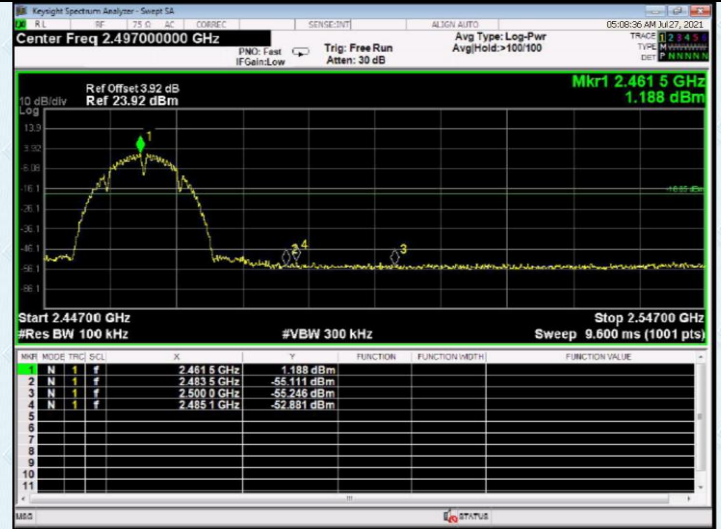 Keysight Spectrum Analyzer - Swept SA
RL RF 75 Ω AC CORREC SENSE:INT ALIGN AUTO 05:08:36 AM Jul 27, 2021
Center Freq 2.497000000 GHz
PNO: Fast
IFGain:Low
Trig: Free Run
Atten: 30 dB
Avg Type: Log-Pwr
Avg|Hold:>100/100
TRACE 1 2 3 4 5 6
TYPE M WWWWW
DET P N N N N N
Ref Offset 3.92 dB
10 dB/div Ref 23.92 dBm
Log
Mkr1 2.461 5 GHz
1.188 dBm
13.9
3.92
-6.08
-16.1
-26.1
-36.1
-46.1
-56.1
-66.1
1
2 4
3
Start 2.44700 GHz
#Res BW 100 kHz
#VBW 300 kHz
Stop 2.54700 GHz
Sweep 9.600 ms (1001 pts)
MKR MODE TRC SCL X Y FUNCTION FUNCTION WIDTH FUNCTION VALUE
1 N 1 f 2.461 5 GHz 1.188 dBm
2 N 1 f 2.483 5 GHz -55.111 dBm
3 N 1 f 2.500 0 GHz -55.246 dBm
4 N 1 f 2.485 1 GHz -52.881 dBm
5
6
7
8
9
10
11
MSG STATUS